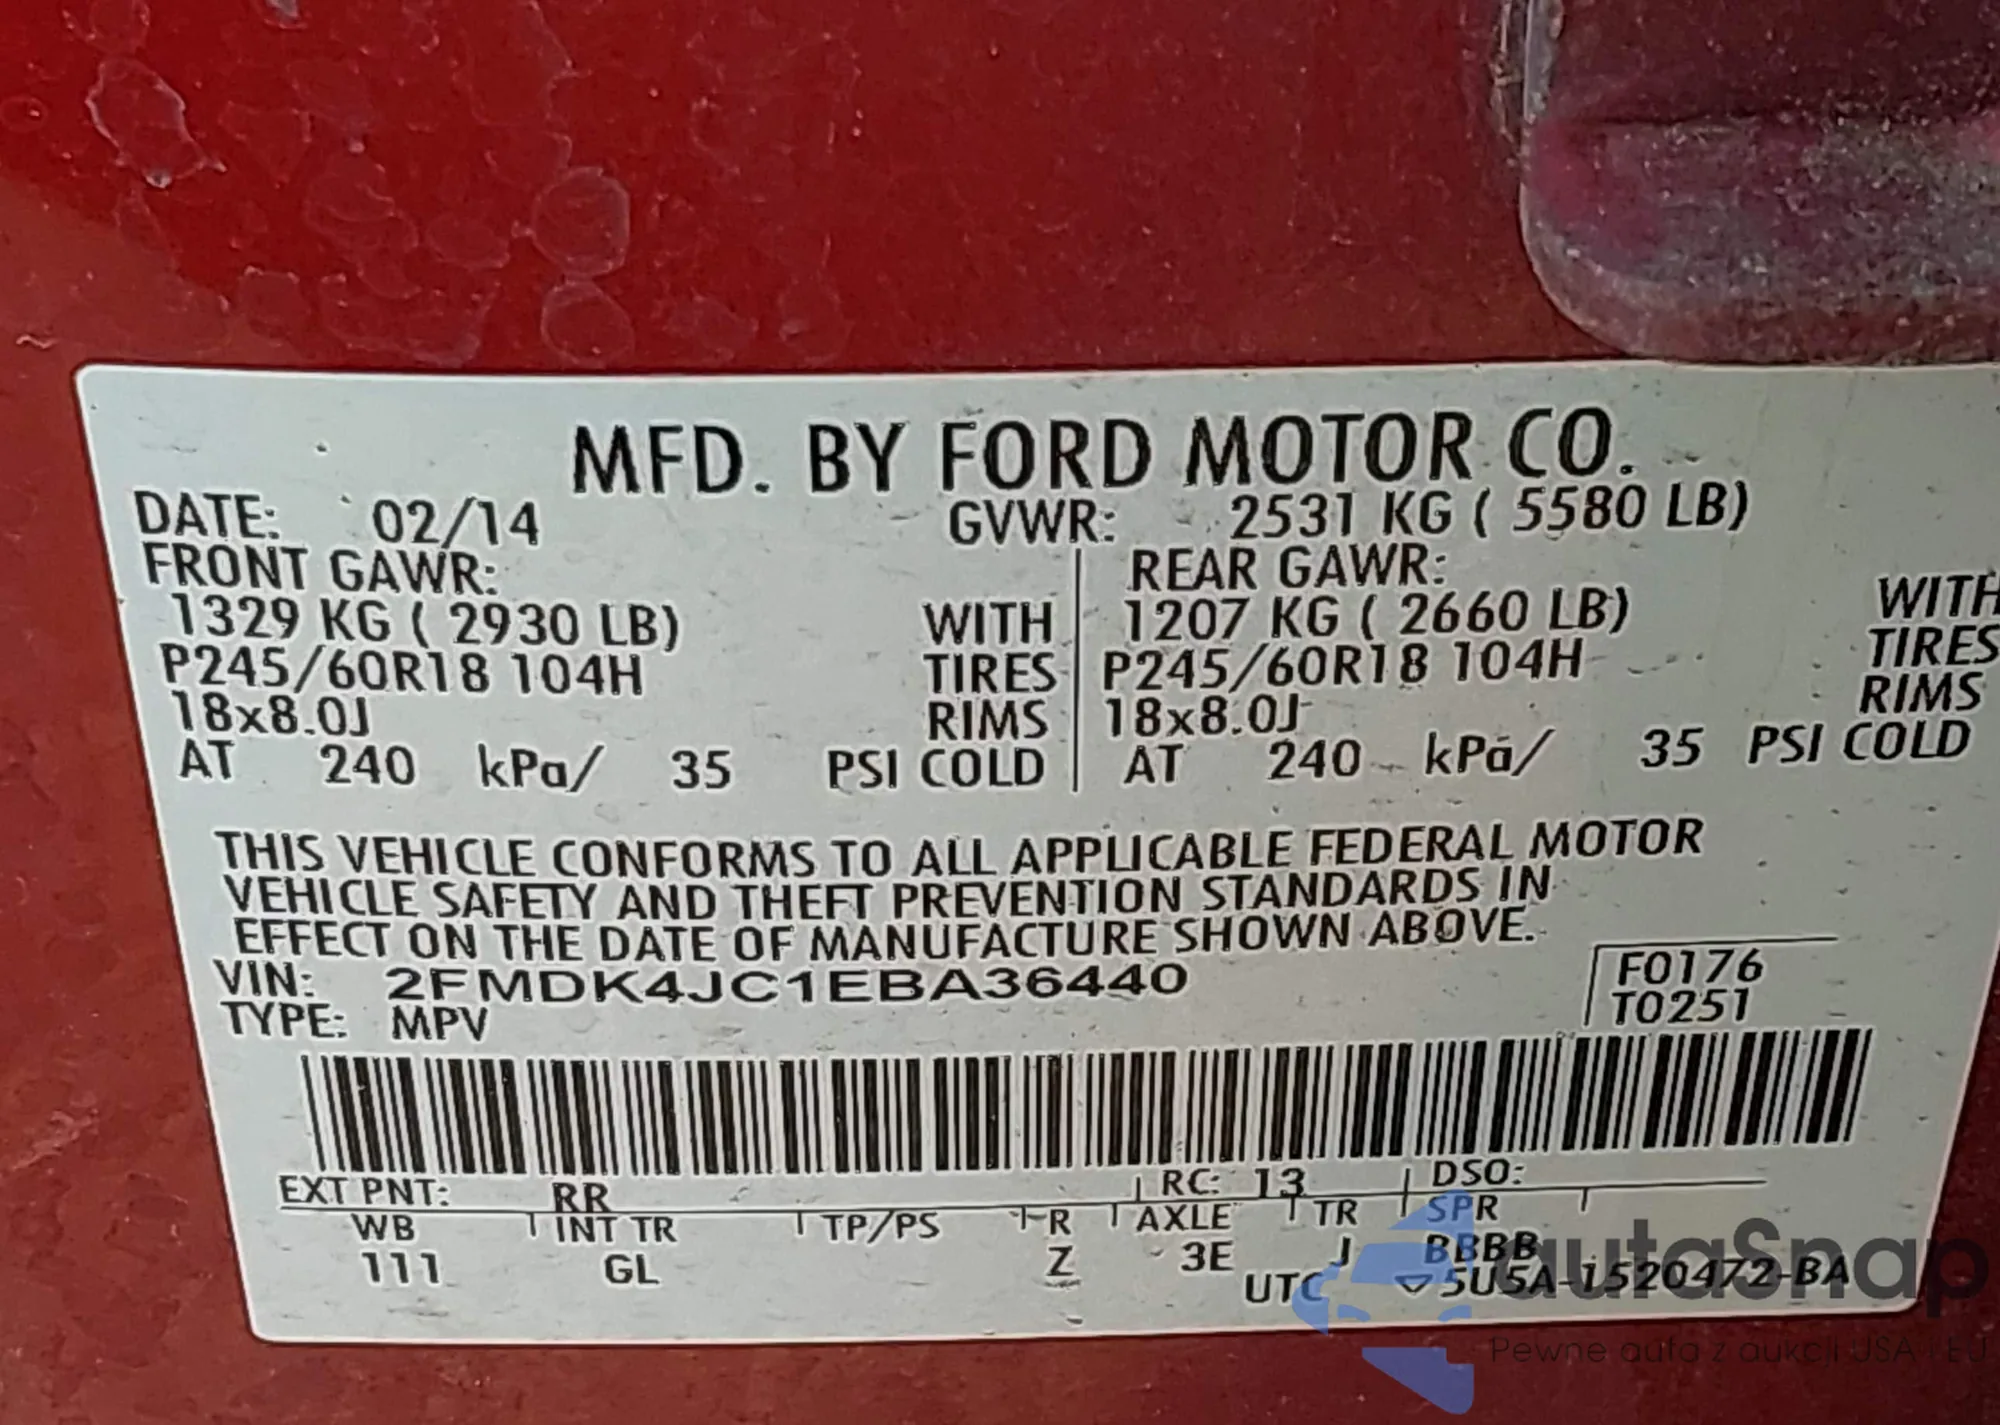 MFD. BY FORD MOTOR CO.
DATE: 02/14 GVWR: 2531 KG ( 5580 LB)
FRONT GAWR: REAR GAWR:
1329 KG ( 2930 LB) WITH 1207 KG ( 2660 LB) WITH
P245/60R18 104H TIRES P245/60R18 104H TIRES
18x8.0J RIMS 18x8.0J RIMS
AT 240 kPa/ 35 PSI COLD AT 240 kPa/ 35 PSI COLD
THIS VEHICLE CONFORMS TO ALL APPLICABLE FEDERAL MOTOR
VEHICLE SAFETY AND THEFT PREVENTION STANDARDS IN
EFFECT ON THE DATE OF MANUFACTURE SHOWN ABOVE.
VIN: 2FMDK4JC1EBA36440 F0176
TYPE: MPV T0251
EXT PNT: RR RC: 13 DSO:
WB INT TR TP/PS R AXLE TR SPR
111 GL Z 3E J BBBB
UTC ▽5U5A-1520472-BA
autaSnap
Pewne auta z aukcji USA i EU